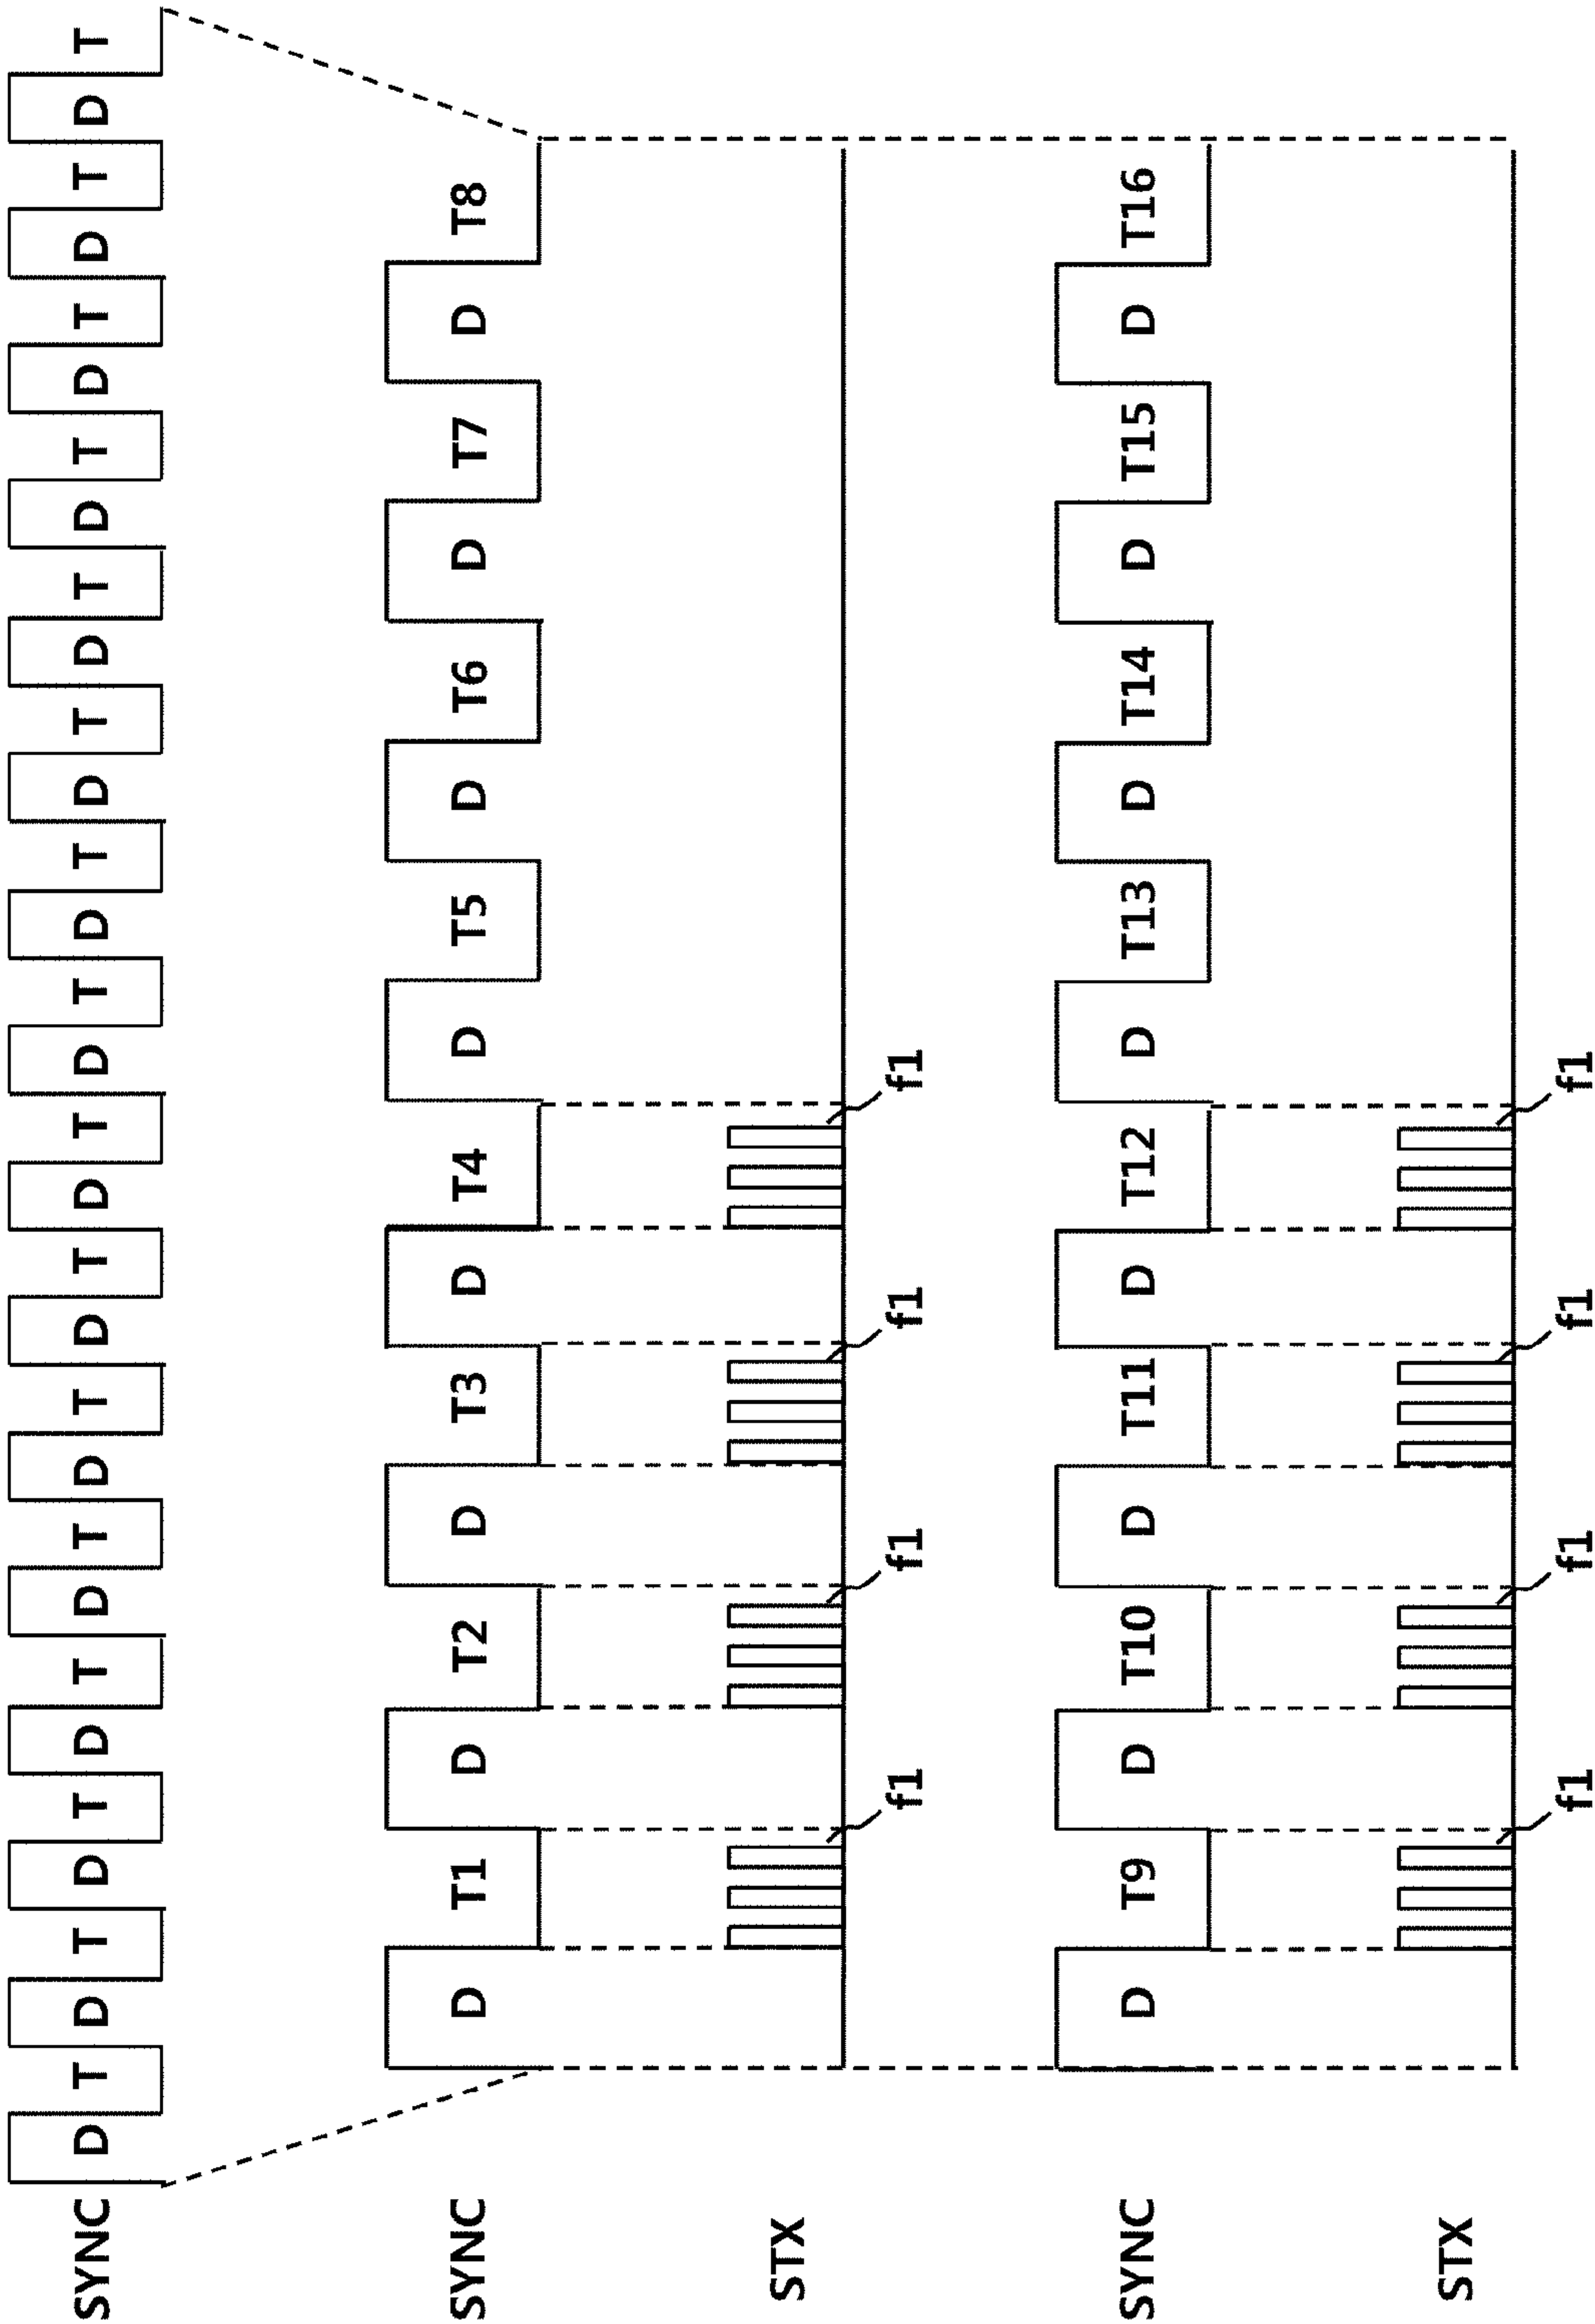 SYNC D T D T D T D T D T D T D T D T D T D T D T D T D T D T D T D T
SYNC D T1 D T2 D T3 D T4 D T5 D T6 D T7 D T8
STX
f1 f1 f1 f1
SYNC D T9 D T10 D T11 D T12 D T13 D T14 D T15 D T16
STX
f1 f1 f1 f1